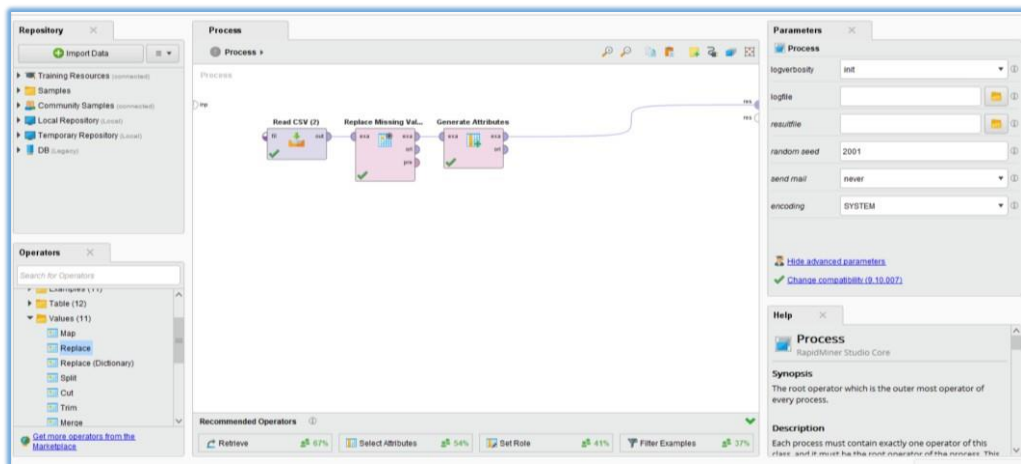 Repository
Import Data
Training Resources (connected)
Samples
Community Samples (connected)
Local Repository (Local)
Temporary Repository (Local)
DB (Legacy)
Operators
Search for Operators
Examples (11)
Table (12)
Values (11)
Map
Replace
Replace (Dictionary)
Split
Cut
Trim
Merge
Get more operators from the
Marketplace
Process
Process
Process
inp
res
res
Read CSV (2)
Replace Missing Val...
Generate Attributes
fil
out
exa
exa
ori
pre
exa
exa
ori
Recommended Operators
Retrieve
67%
Select Attributes
54%
Set Role
41%
Filter Examples
37%
Parameters
Process
logverbosity
init
logfile
resultfile
random seed
2001
send mail
never
encoding
SYSTEM
Hide advanced parameters
Change compatibility (9.10.007)
Help
Process
RapidMiner Studio Core
Synopsis
The root operator which is the outer most operator of
every process.
Description
Each process must contain exactly one operator of this
class, and it must be the root operator of the process. This